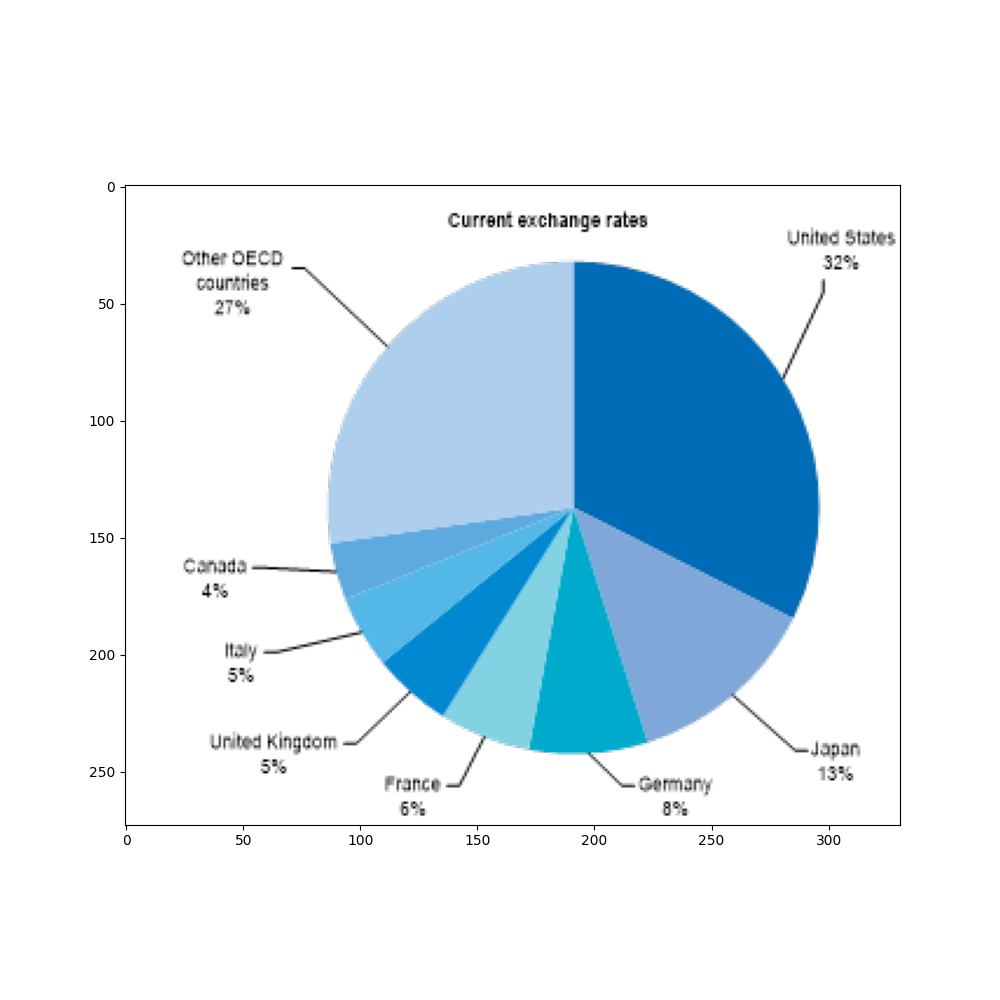 Current exchange rates
United States
32%
Other OECD
countries
27%
Canada
4%
Italy
5%
United Kingdom
5%
France
6%
Germany
8%
Japan
13%
0
50
100
150
200
250
0
50
100
150
200
250
300